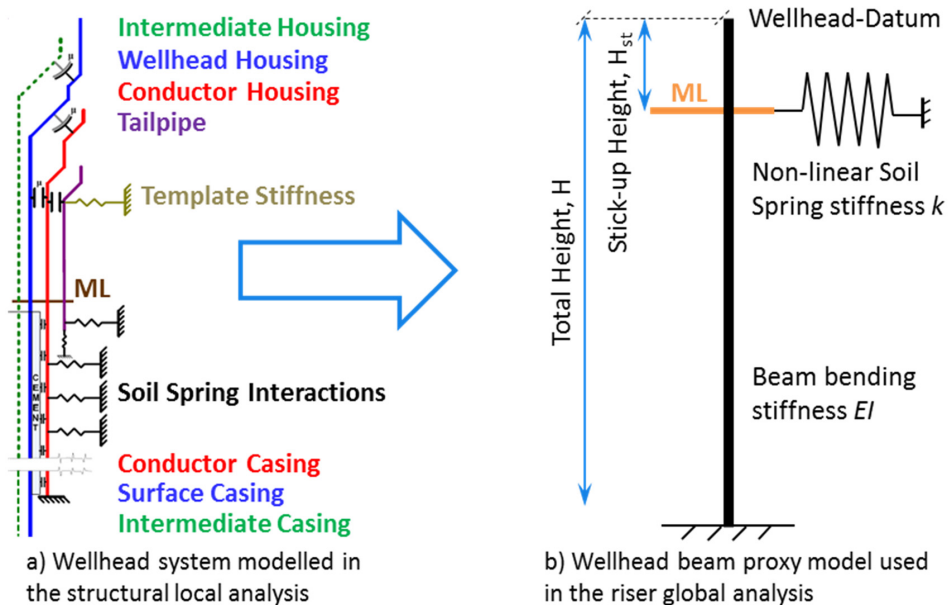 Intermediate Housing
Wellhead Housing
Conductor Housing
Tailpipe
μ
μ
μ
Template Stiffness
ML
CEMENT
Soil Spring Interactions
Conductor Casing
Surface Casing
Intermediate Casing
a) Wellhead system modelled in
the structural local analysis
Wellhead-Datum
Total Height, H
Stick-up Height, Hst
ML
Non-linear Soil
Spring stiffness k
Beam bending
stiffness EI
b) Wellhead beam proxy model used
in the riser global analysis